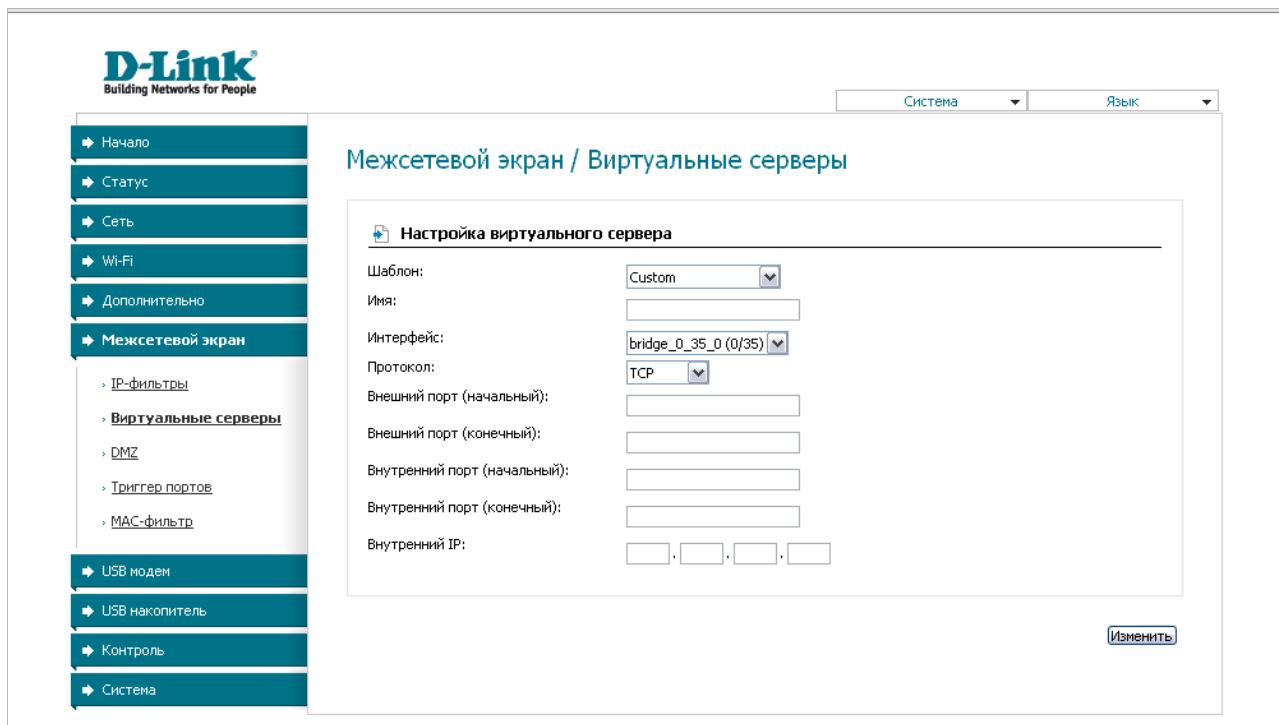 D-Link
Building Networks for People
Система
Язык
Начало
Статус
Сеть
Wi-Fi
Дополнительно
Межсетевой экран
IP-фильтры
Виртуальные серверы
DMZ
Триггер портов
MAC-фильтр
USB модем
USB накопитель
Контроль
Система
Межсетевой экран / Виртуальные серверы
Настройка виртуального сервера
Шаблон: Custom
Имя:
Интерфейс: bridge_0_35_0 (0/35)
Протокол: TCP
Внешний порт (начальный):
Внешний порт (конечный):
Внутренний порт (начальный):
Внутренний порт (конечный):
Внутренний IP: . . .
Изменить